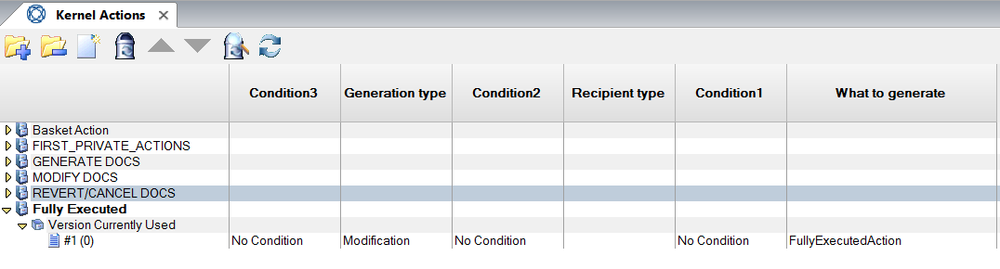 Kernel Actions
Condition3 Generation type Condition2 Recipient type Condition1 What to generate
Basket Action
FIRST_PRIVATE_ACTIONS
GENERATE DOCS
MODIFY DOCS
REVERT/CANCEL DOCS
Fully Executed
Version Currently Used
#1 (0) No Condition Modification No Condition No Condition FullyExecutedAction